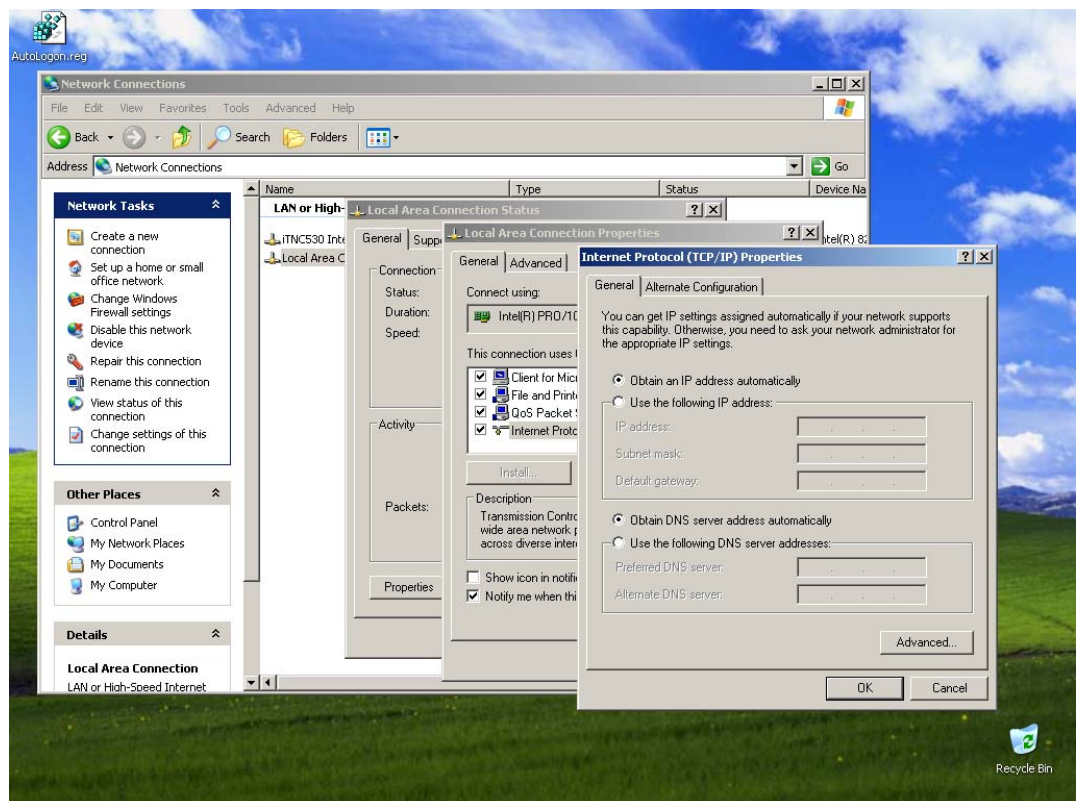 AutoLogon.reg
Network Connections
File Edit View Favorites Tools Advanced Help
Back Search Folders
Address Network Connections Go
Name Type Status Device Na
Network Tasks
Create a new
connection
Set up a home or small
office network
Change Windows
Firewall settings
Disable this network
device
Repair this connection
Rename this connection
View status of this
connection
Change settings of this
connection
Other Places
Control Panel
My Network Places
My Documents
My Computer
Details
Local Area Connection
LAN or High-Speed Internet
LAN or High-
iTNC530 Inte
Local Area C
Intel(R) 82
Local Area Connection Status
General Suppo
Connection
Status:
Duration:
Speed:
Activity
Packets:
Properties
Local Area Connection Properties
General Advanced
Connect using:
Intel(R) PRO/10
This connection uses
Client for Micr
File and Print
QoS Packet
Internet Proto
Install...
Description
Transmission Contro
wide area network p
across diverse inter
Show icon in notifi
Notify me when thi
Internet Protocol (TCP/IP) Properties
General Alternate Configuration
You can get IP settings assigned automatically if your network supports
this capability. Otherwise, you need to ask your network administrator for
the appropriate IP settings.
Obtain an IP address automatically
Use the following IP address:
IP address:
Subnet mask:
Default gateway:
Obtain DNS server address automatically
Use the following DNS server addresses:
Preferred DNS server:
Alternate DNS server:
Advanced...
OK Cancel
Recycle Bin